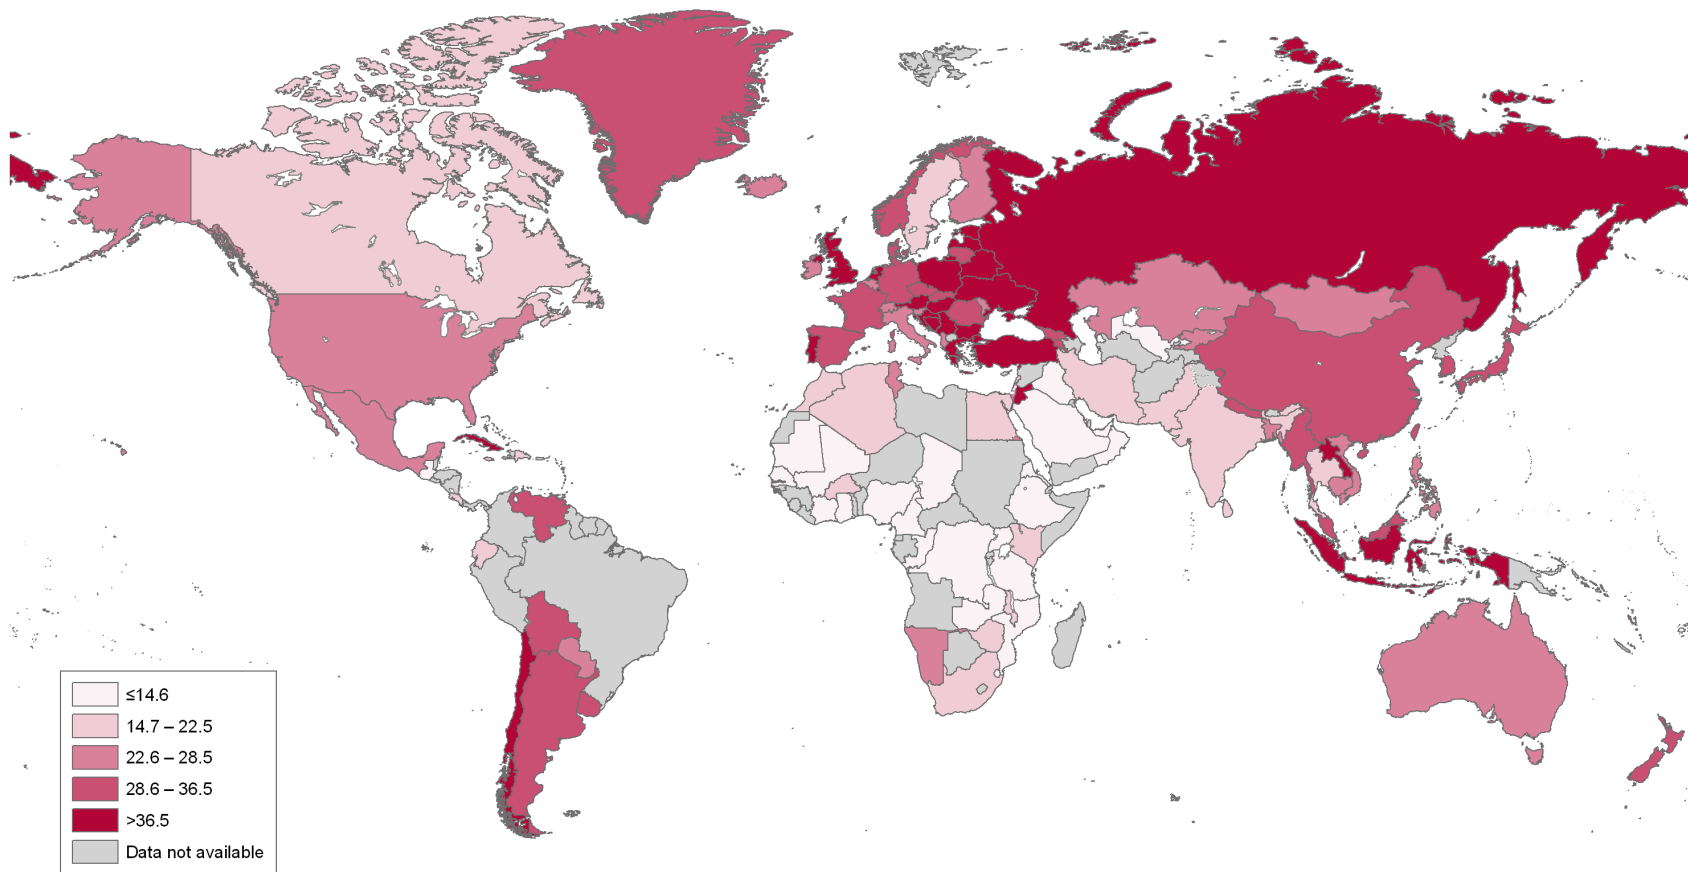 ≤14.6
14.7 – 22.5
22.6 – 28.5
28.6 – 36.5
>36.5
Data not available